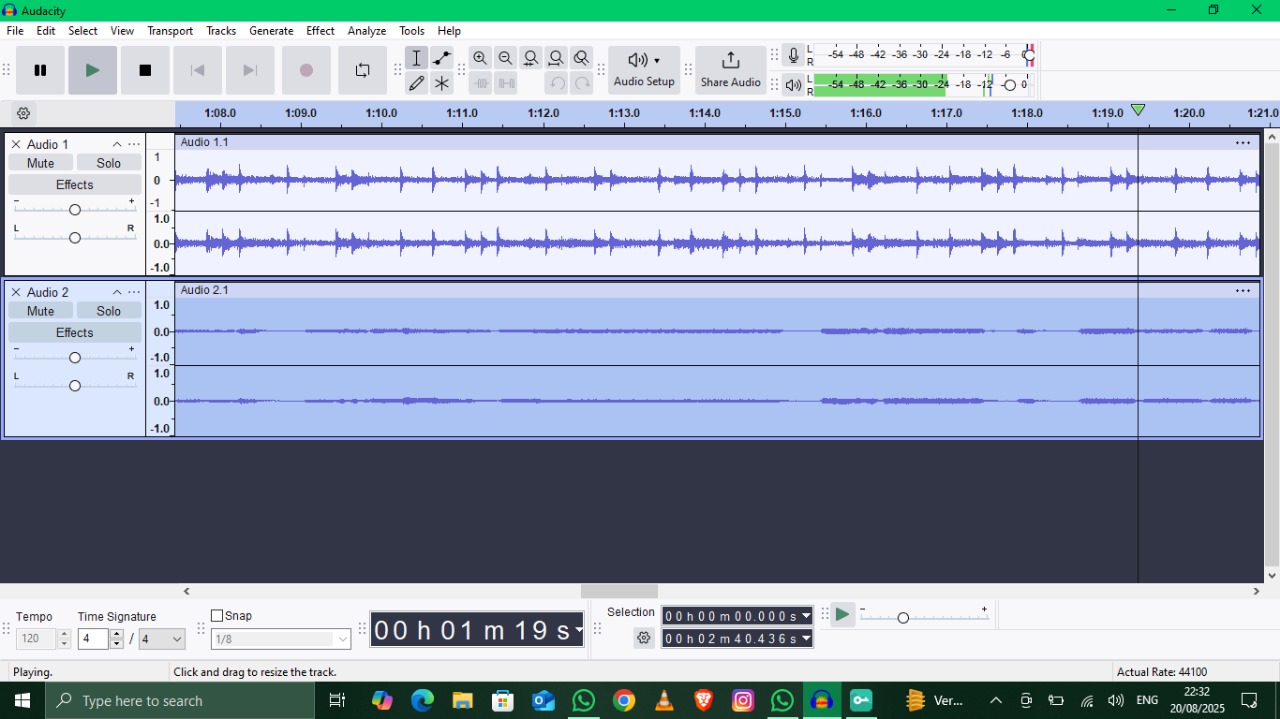 Audacity
File Edit Select View Transport Tracks Generate Effect Analyze Tools Help
Audio Setup
Share Audio
L
R
-54 -48 -42 -36 -30 -24 -18 -12 -6 0
L
R
-54 -48 -42 -36 -30 -24 -18 -12 0
1:08.0 1:09.0 1:10.0 1:11.0 1:12.0 1:13.0 1:14.0 1:15.0 1:16.0 1:17.0 1:18.0 1:19.0 1:20.0 1:21.0
Audio 1
Mute Solo
Effects
- +
L R
1
0
-1
1.0
0.0
-1.0
Audio 1.1
Audio 2
Mute Solo
Effects
- +
L R
1.0
0.0
-1.0
1.0
0.0
-1.0
Audio 2.1
Tempo
120
Time Signature
4 / 4
Snap
1/8
00 h 01 m 19 s
Selection
00 h 00 m 00.000 s
00 h 02 m 40.436 s
- +
Playing.
Click and drag to resize the track.
Actual Rate: 44100
Type here to search
Ver...
ENG
22:32
20/08/2025